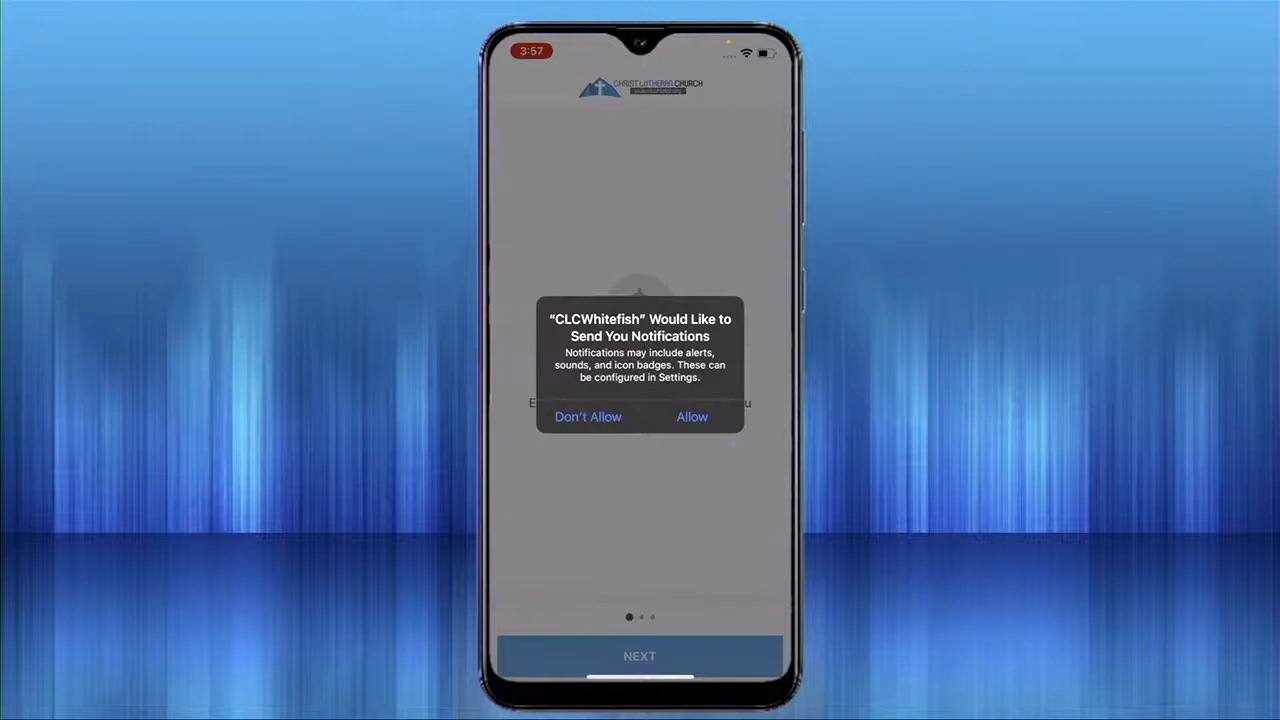 3:57
CHRIST LUTHERAN CHURCH
"CLCWhitefish" Would Like to
Send You Notifications
Notifications may include alerts,
sounds, and icon badges. These can
be configured in Settings.
Don't Allow
Allow
NEXT